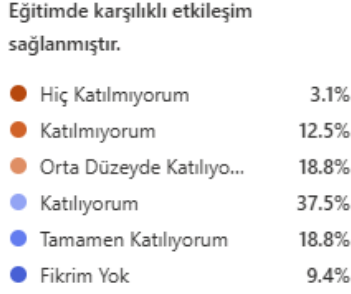 Eğitimde karşılıklı etkileşim
sağlanmıştır.
Hiç Katılmıyorum 3.1%
Katılmıyorum 12.5%
Orta Düzeyde Katılıyo... 18.8%
Katılıyorum 37.5%
Tamamen Katılıyorum 18.8%
Fikrim Yok 9.4%